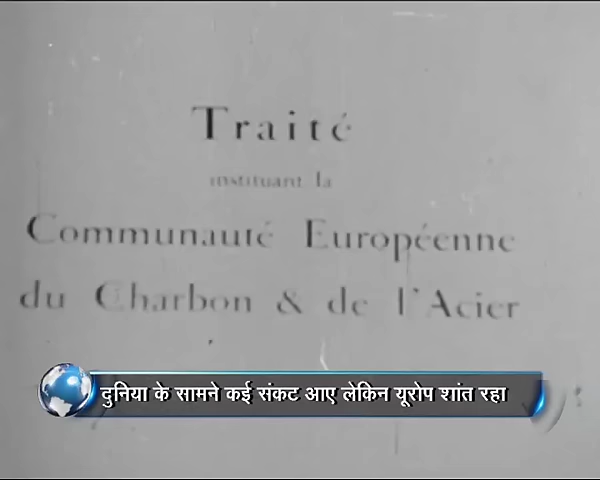 Traité
instituant la
Communauté Européenne
du Charbon & de l'Acier
दुनिया के सामने कई संकट आए लेकिन यूरोप शांत रहा